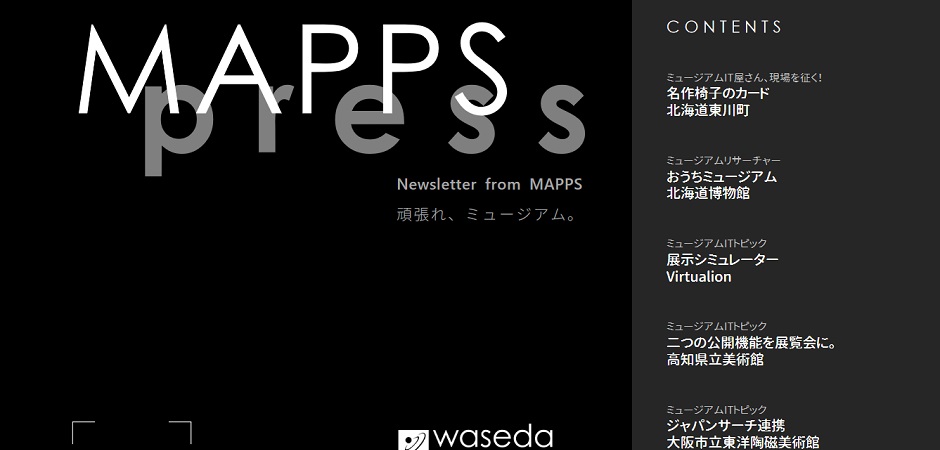 MAPPS
press
Newsletter from MAPPS
頑張れ、ミュージアム。
waseda
CONTENTS
ミュージアムIT屋さん、現場を征く!
名作椅子のカード
北海道東川町
ミュージアムリサーチャー
おうちミュージアム
北海道博物館
ミュージアムITトピック
展示シミュレーター
Virtualion
ミュージアムITトピック
二つの公開機能を展覧会に。
高知県立美術館
ミュージアムITトピック
ジャパンサーチ連携
大阪市立東洋陶磁美術館